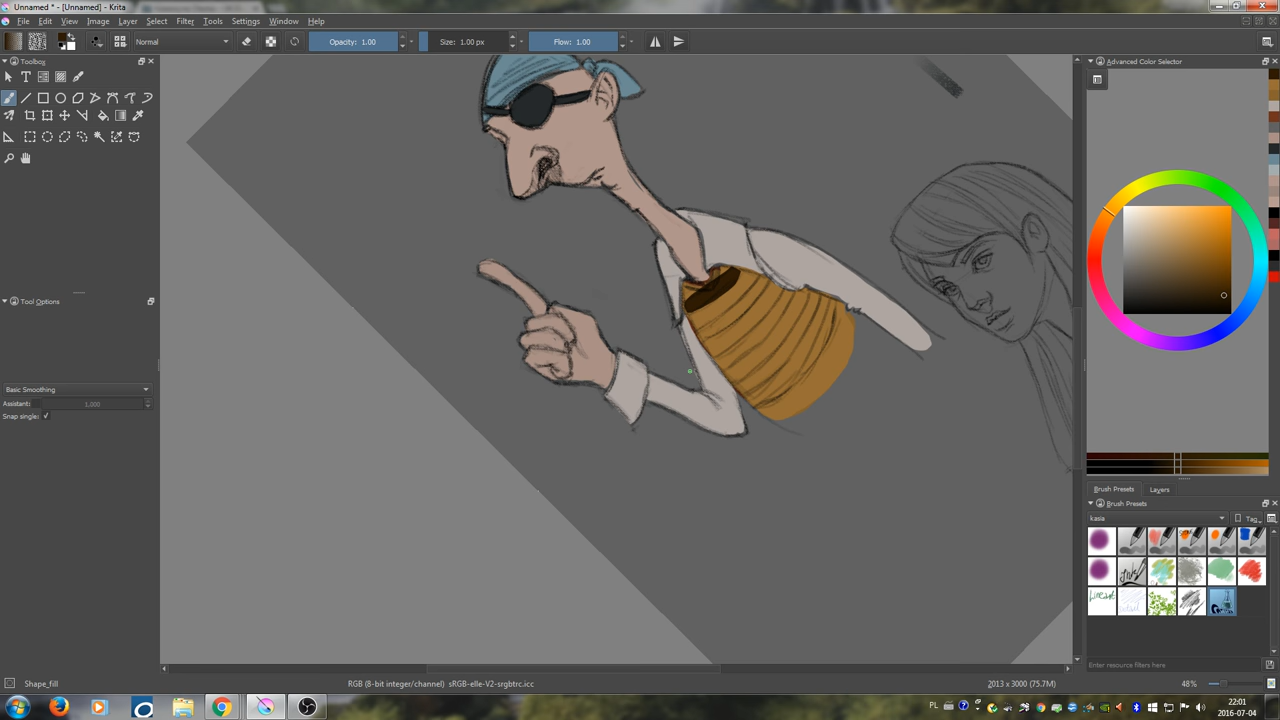 Unnamed * - [Unnamed] - Krita
File Edit View Image Layer Select Filter Tools Settings Window Help
Normal Opacity: 1.00 Size: 1.00 px Flow: 1.00
Toolbox
Advanced Color Selector
Tool Options
Basic Smoothing
Assistant: 1,000
Snap single:
Brush Presets Layers
Brush Presets
kasia Tag
Enter resource filters here
Shape_fill RGB (8-bit integer/channel) sRGB-elle-V2-srgbtrc.icc 2013 x 3000 (75.7M) 48%
PL 22:01
2016-07-04